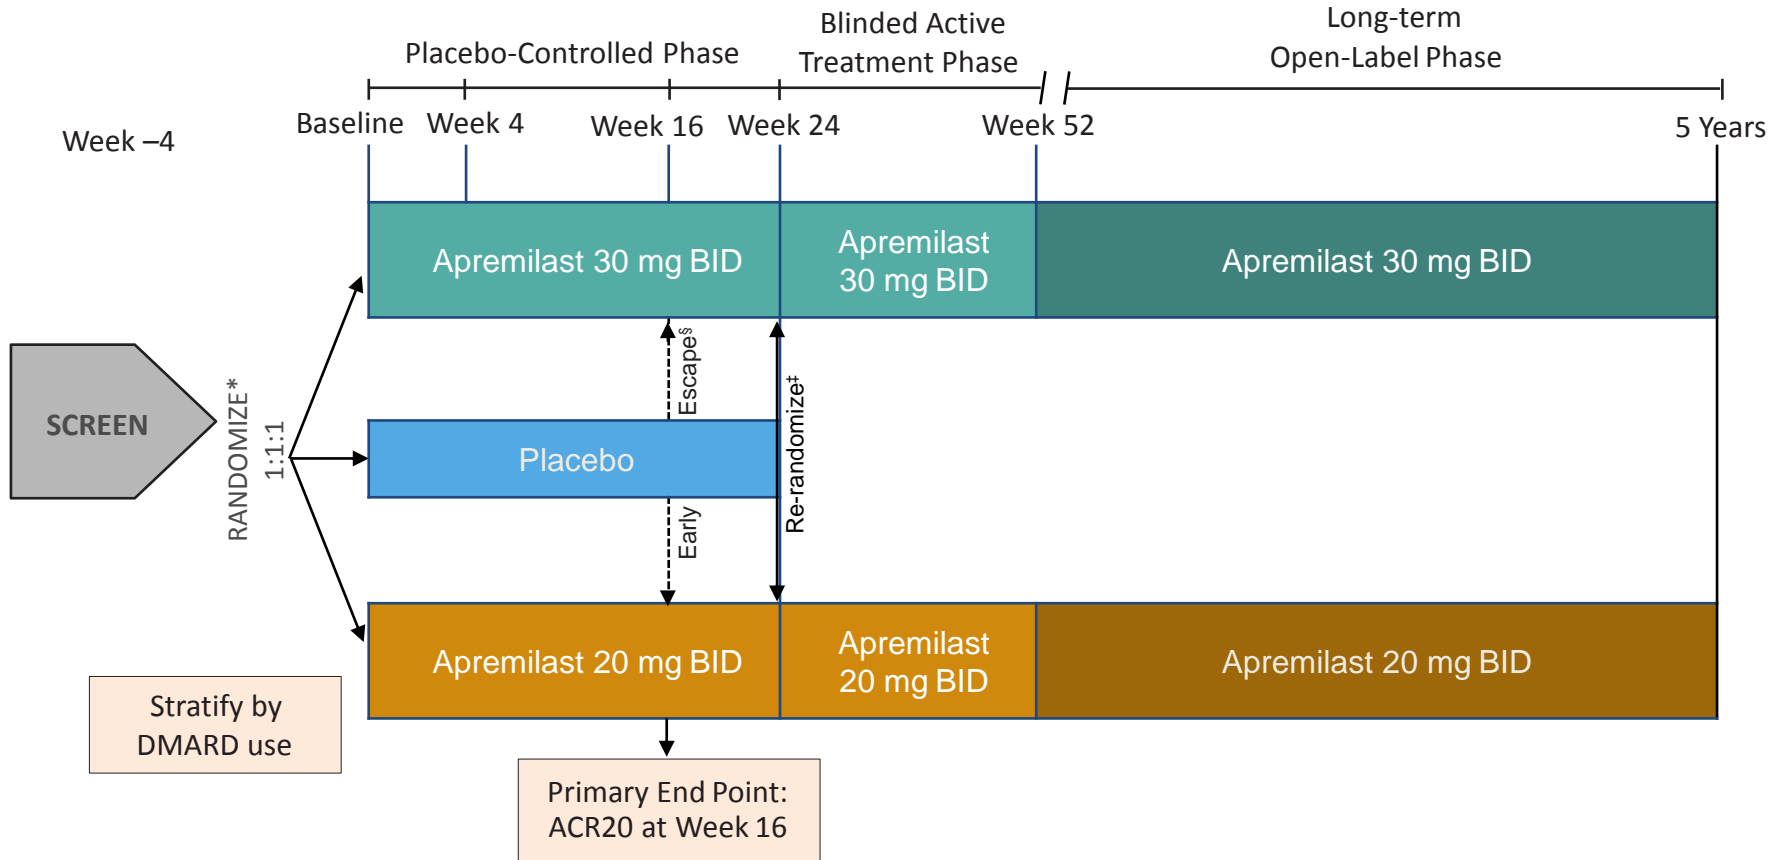 Placebo-Controlled Phase
Blinded Active
Treatment Phase
Long-term
Open-Label Phase
Week –4
Baseline
Week 4
Week 16
Week 24
Week 52
5 Years
Apremilast 30 mg BID
Apremilast
30 mg BID
Apremilast 30 mg BID
SCREEN
RANDOMIZE*
1:1:1
Escape§
Re-randomize‡
Placebo
Early
Apremilast 20 mg BID
Apremilast
20 mg BID
Apremilast 20 mg BID
Stratify by
DMARD use
Primary End Point:
ACR20 at Week 16